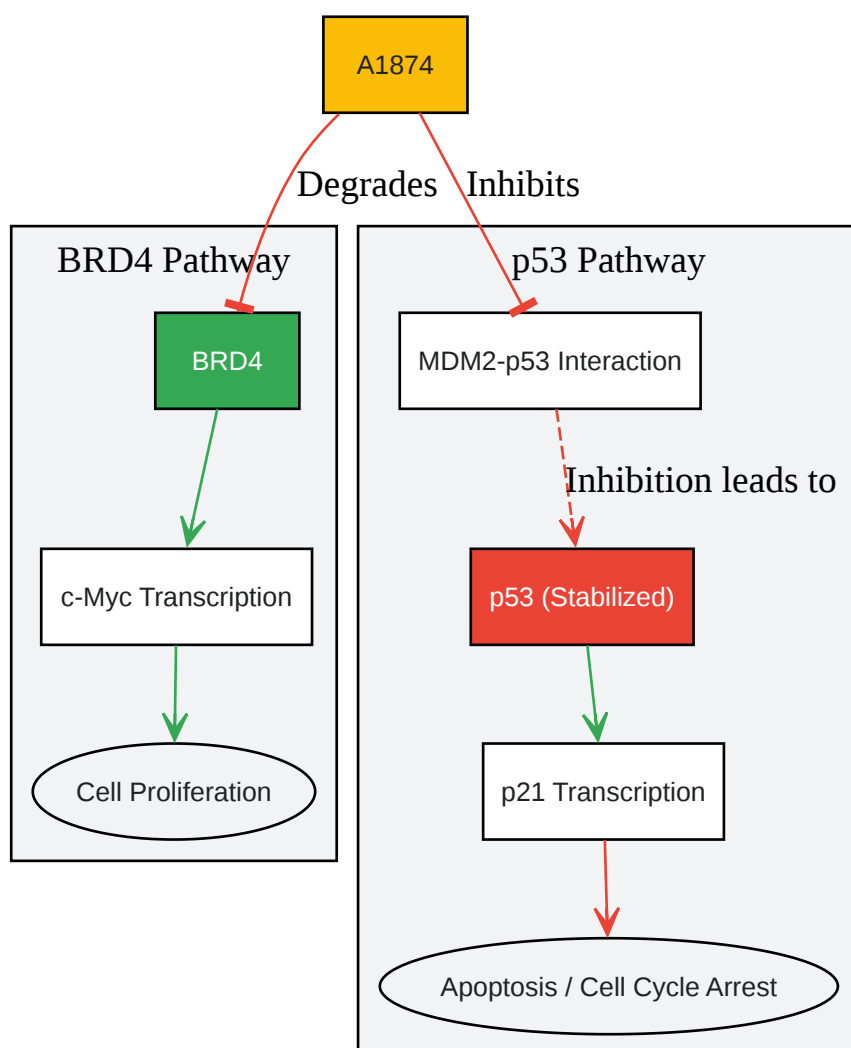 A1874
Degrades
Inhibits
BRD4 Pathway
p53 Pathway
BRD4
MDM2-p53 Interaction
Inhibition leads to
c-Myc Transcription
p53 (Stabilized)
Cell Proliferation
p21 Transcription
Apoptosis / Cell Cycle Arrest